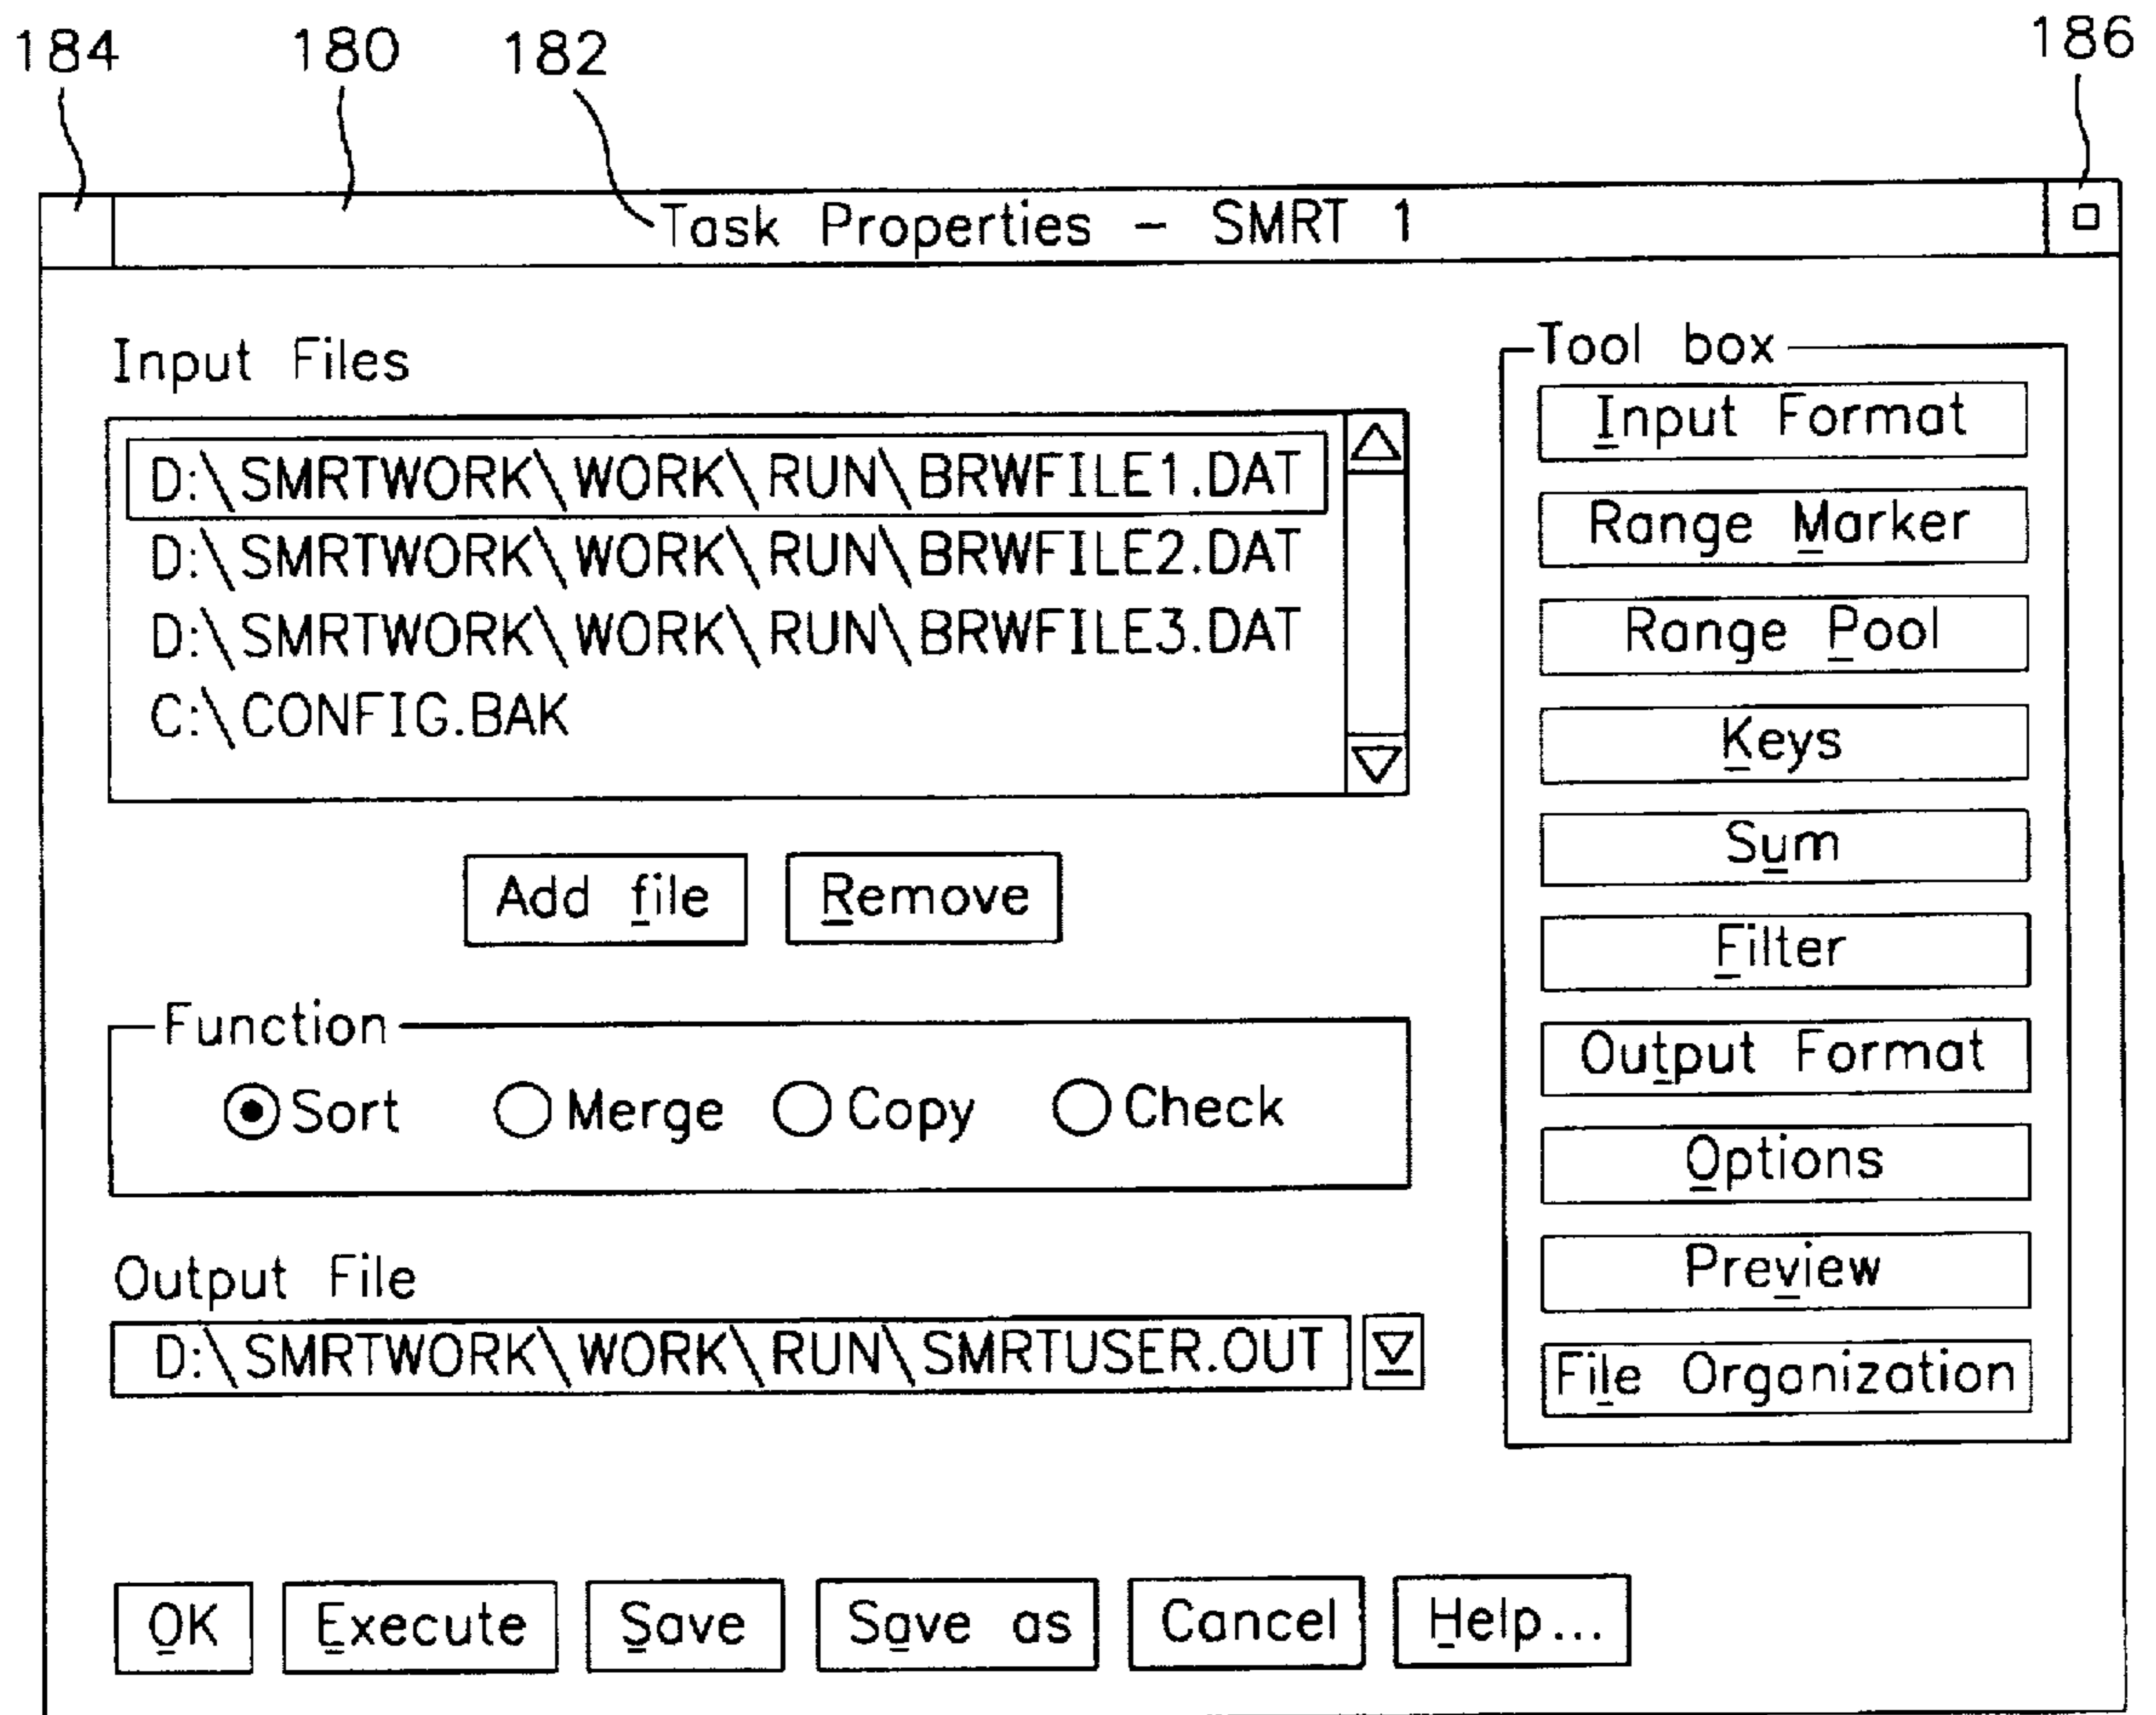 184 180 182 186
Task Properties - SMRT 1
Input Files
D:\SMRTWORK\WORK\RUN\BRWFILE1.DAT
D:\SMRTWORK\WORK\RUN\BRWFILE2.DAT
D:\SMRTWORK\WORK\RUN\BRWFILE3.DAT
C:\CONFIG.BAK
Add file Remove
Function
Sort Merge Copy Check
Output File
D:\SMRTWORK\WORK\RUN\SMRTUSER.OUT
Tool box
Input Format
Range Marker
Range Pool
Keys
Sum
Filter
Output Format
Options
Preview
File Organization
OK Execute Save Save as Cancel Help...